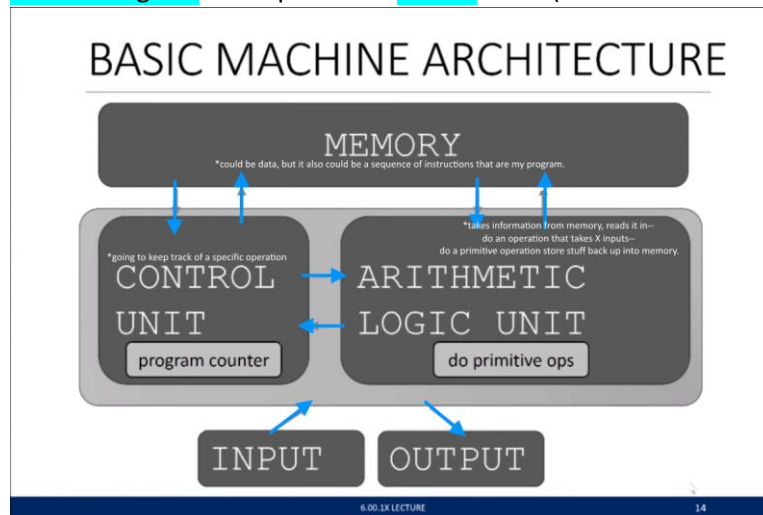 BASIC MACHINE ARCHITECTURE
MEMORY
*could be data, but it also could be a sequence of instructions that are my program.
*going to keep track of a specific operation
CONTROL
UNIT
program counter
*takes information from memory, reads it in--
do an operation that takes X inputs--
do a primitive operation store stuff back up into memory.
ARITHMETIC
LOGIC UNIT
do primitive ops
INPUT
OUTPUT
6.00.1X LECTURE
14